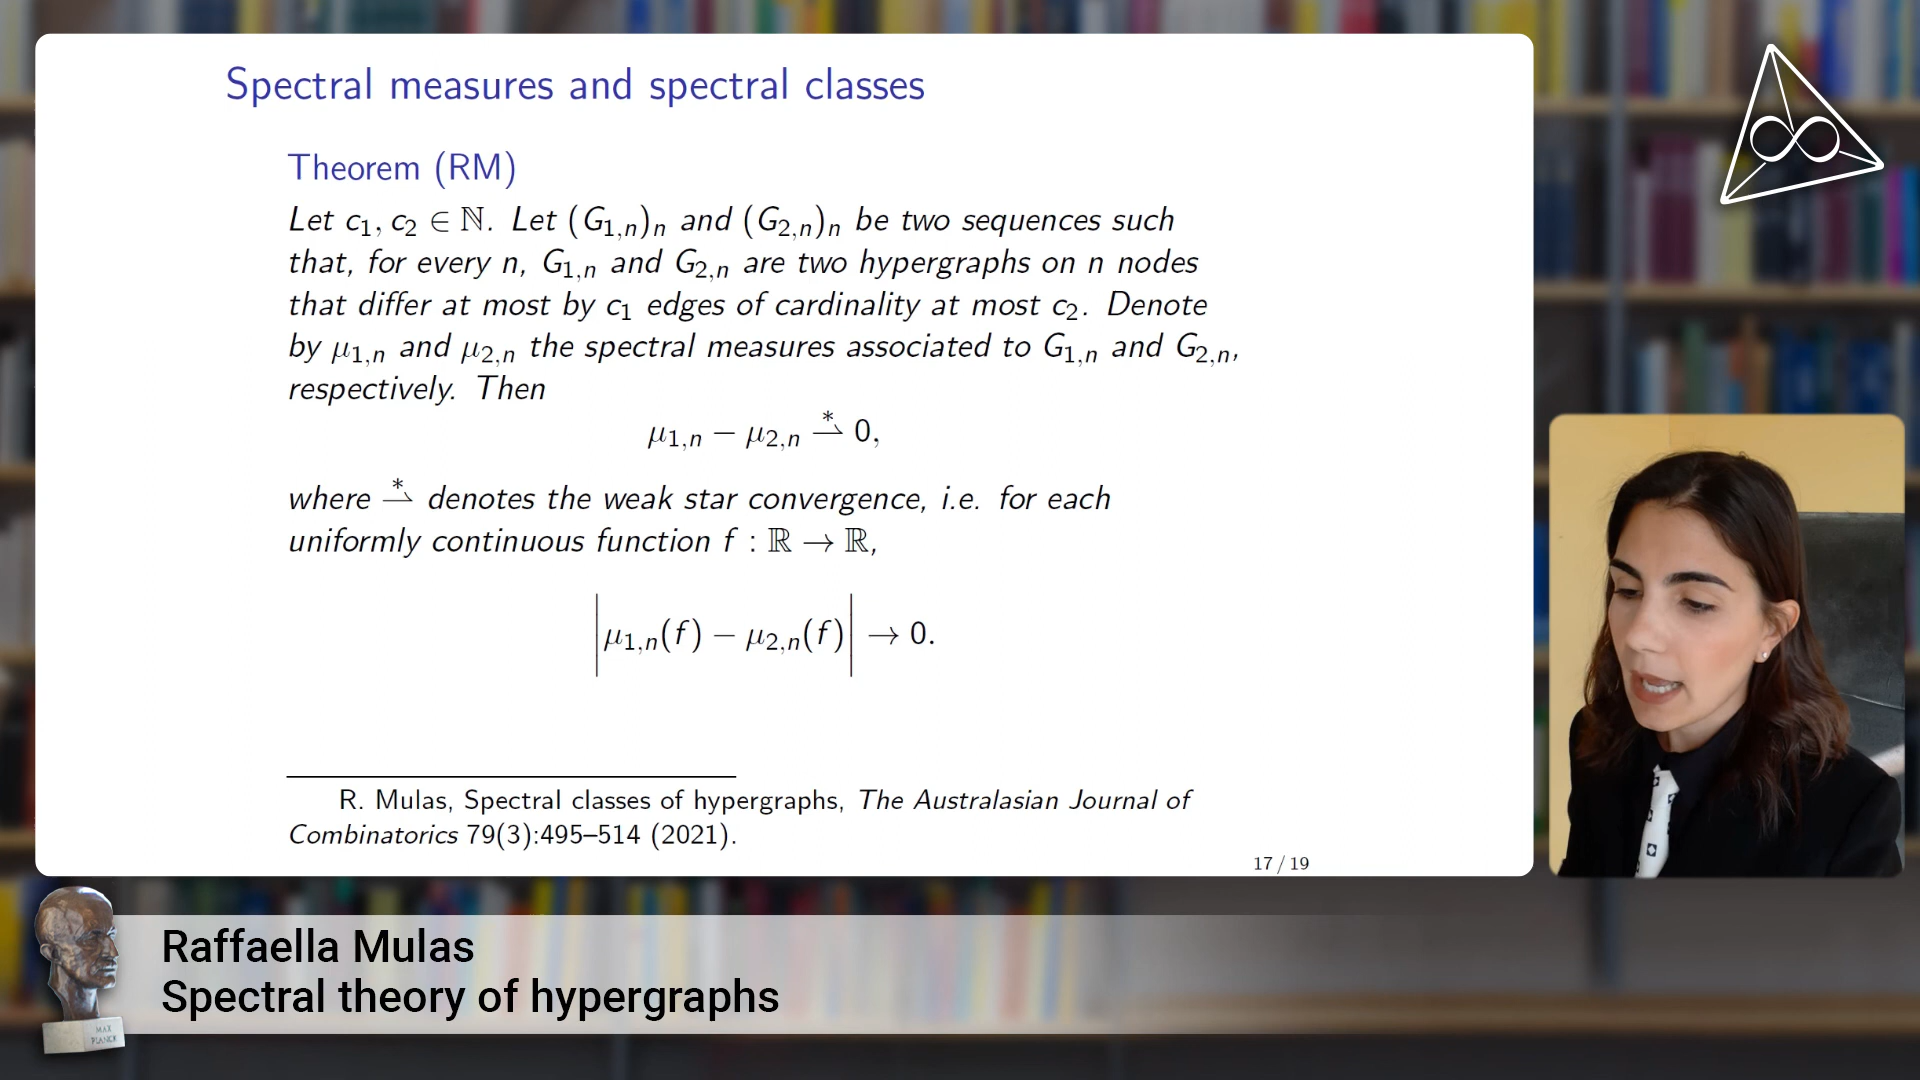 Spectral measures and spectral classes
Theorem (RM)
Let c₁, c₂ ∈ ℕ. Let (G₁,ₙ)ₙ and (G₂,ₙ)ₙ be two sequences such
that, for every n, G₁,ₙ and G₂,ₙ are two hypergraphs on n nodes
that differ at most by c₁ edges of cardinality at most c₂. Denote
by μ₁,ₙ and μ₂,ₙ the spectral measures associated to G₁,ₙ and G₂,ₙ,
respectively. Then
μ₁,ₙ − μ₂,ₙ ⇀* 0,
where ⇀* denotes the weak star convergence, i.e. for each
uniformly continuous function f : ℝ → ℝ,
|μ₁,ₙ(f) − μ₂,ₙ(f)| → 0.
R. Mulas, Spectral classes of hypergraphs, The Australasian Journal of
Combinatorics 79(3):495–514 (2021).
17 / 19
Raffaella Mulas
Spectral theory of hypergraphs
MAX
PLANCK